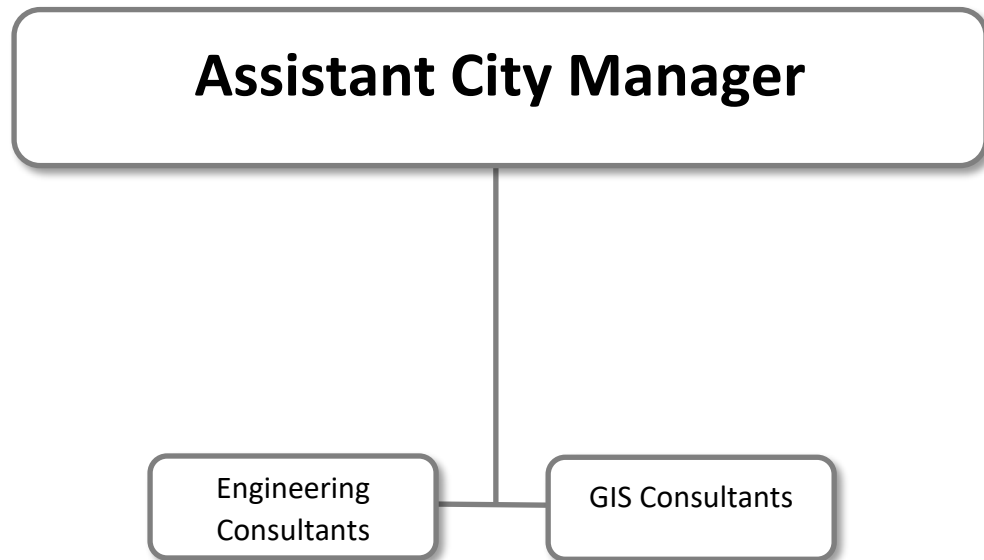 Assistant City Manager
Engineering
Consultants
GIS Consultants